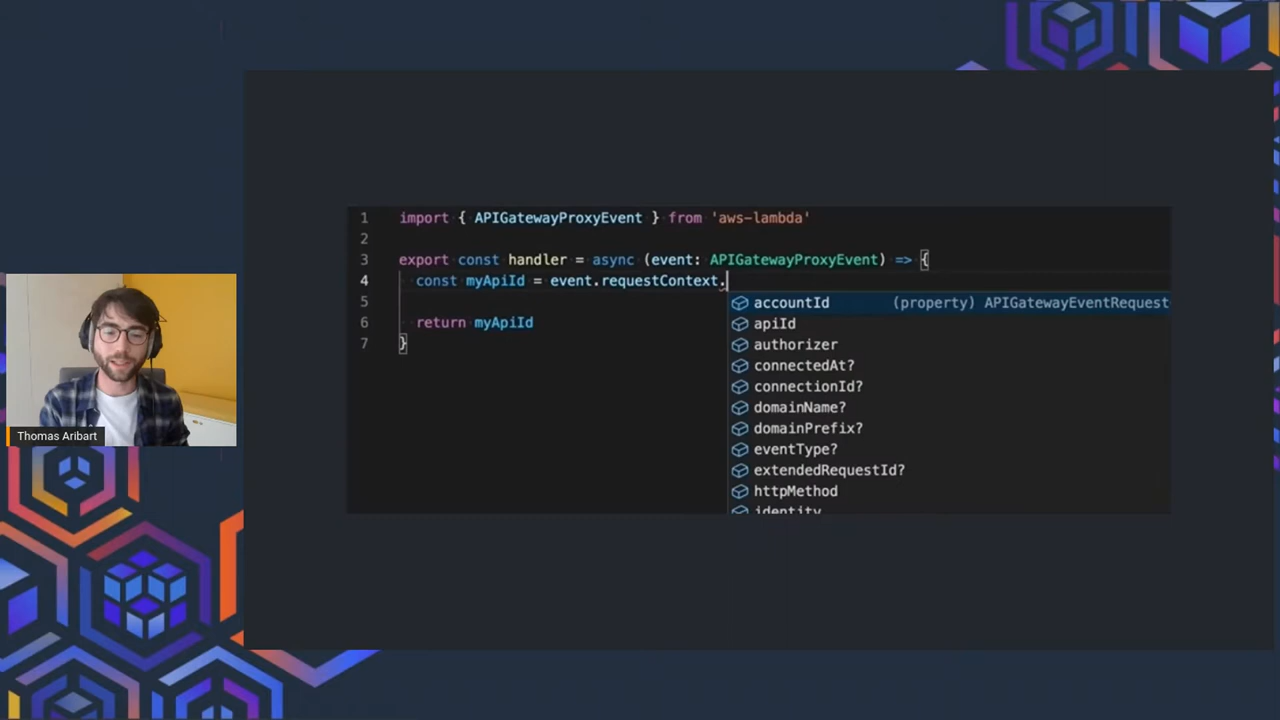 1 import { APIGatewayProxyEvent } from 'aws-lambda'
2
3 export const handler = async (event: APIGatewayProxyEvent) => {
4 const myApiId = event.requestContext.
5
6 return myApiId
7 }
accountId (property) APIGatewayEventRequest
apiId
authorizer
connectedAt?
connectionId?
domainName?
domainPrefix?
eventType?
extendedRequestId?
httpMethod
identity
Thomas Aribart